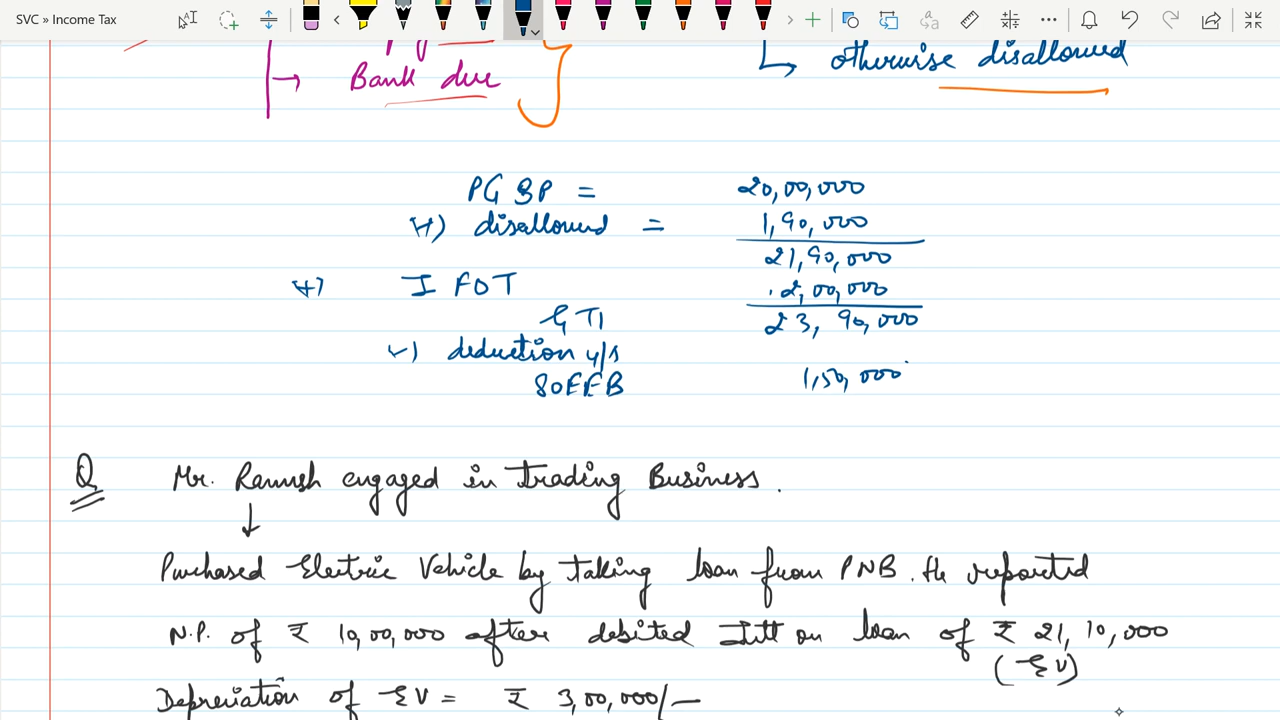 SVC » Income Tax
Bank due
otherwise disallowed
PGBP = 20,00,000
(+) disallowed = 1,90,000
21,90,000
(+) IFOT 2,00,000
GTI 23,90,000
(-) deduction u/s
80EEB 1,50,000
Q Mr. Ramesh engaged in trading Business.
Purchased Electric Vehicle by taking loan from PNB. He reported
N.P. of ₹ 10,00,000 after debited Intt on loan of ₹ 21,10,000
(EV)
Depreciation of EV = ₹ 3,00,000/-